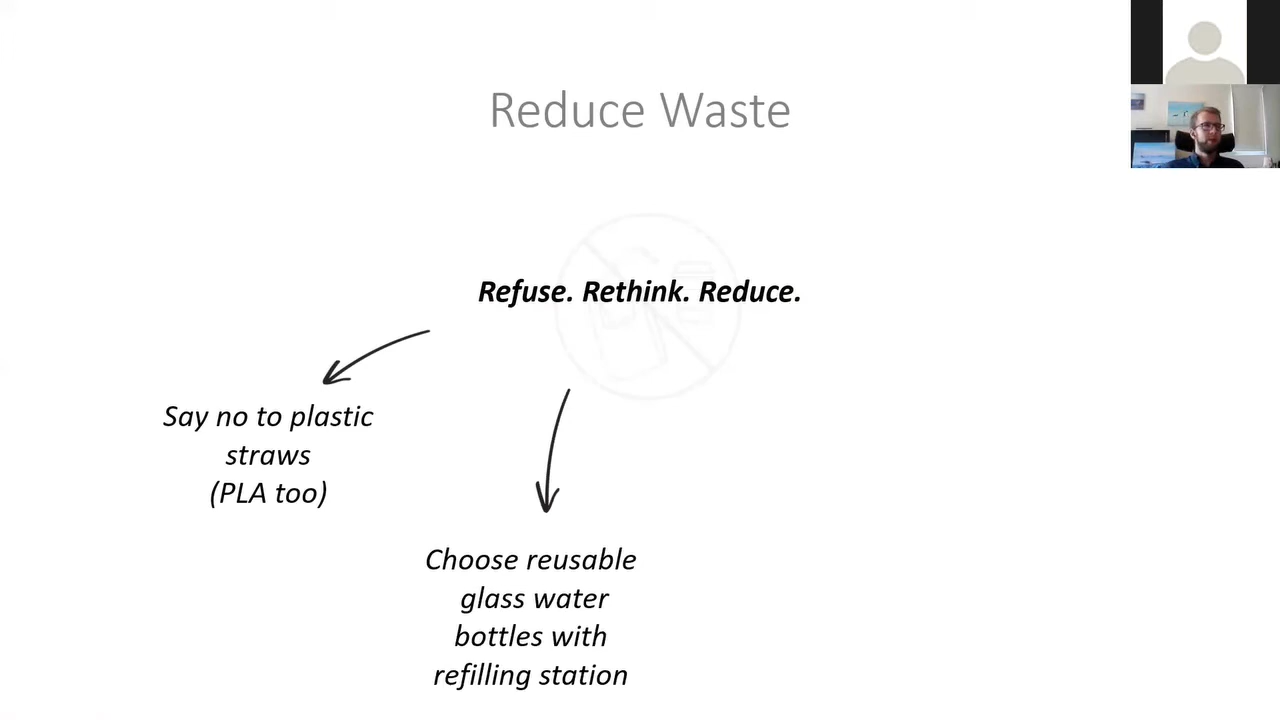 Reduce Waste
Refuse. Rethink. Reduce.
Say no to plastic
straws
(PLA too)
Choose reusable
glass water
bottles with
refilling station